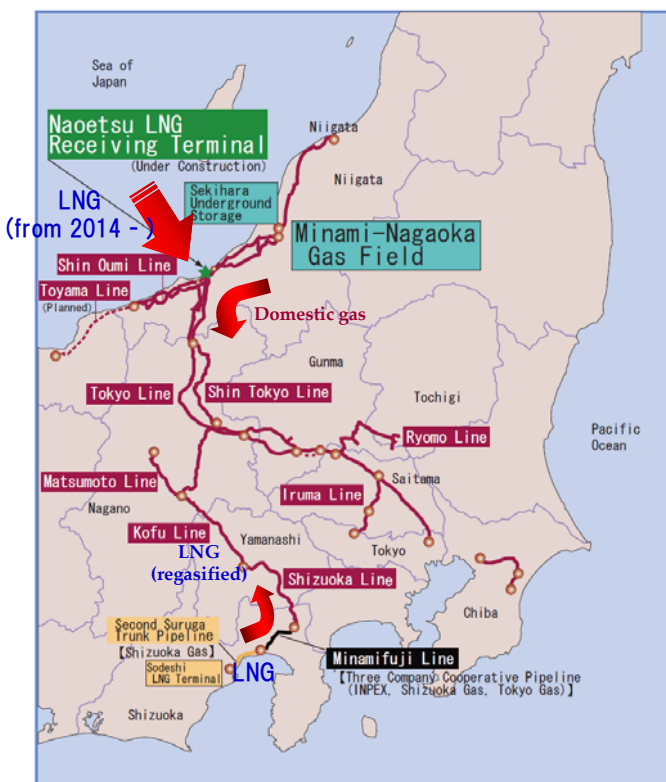 Sea of
Japan
Naoetsu LNG
Receiving Terminal
(Under Construction)
Niigata
Niigata
LNG
(from 2014 - )
Sekihara
Underground
Storage
Minami-Nagaoka
Gas Field
Shin Oumi Line
Toyama Line
(Planned)
Domestic gas
Gunma
Tochigi
Tokyo Line
Shin Tokyo Line
Pacific
Ocean
Ryomo Line
Matsumoto Line
Saitama
Iruma Line
Nagano
Kofu Line
Yamanashi
Tokyo
LNG
(regasified)
Shizuoka Line
Chiba
Second Suruga
Trunk Pipeline
【Shizuoka Gas】
Sodeshi
LNG Terminal
LNG
Minamifuji Line
【Three Company Cooperative Pipeline
(INPEX, Shizuoka Gas, Tokyo Gas)】
Shizuoka